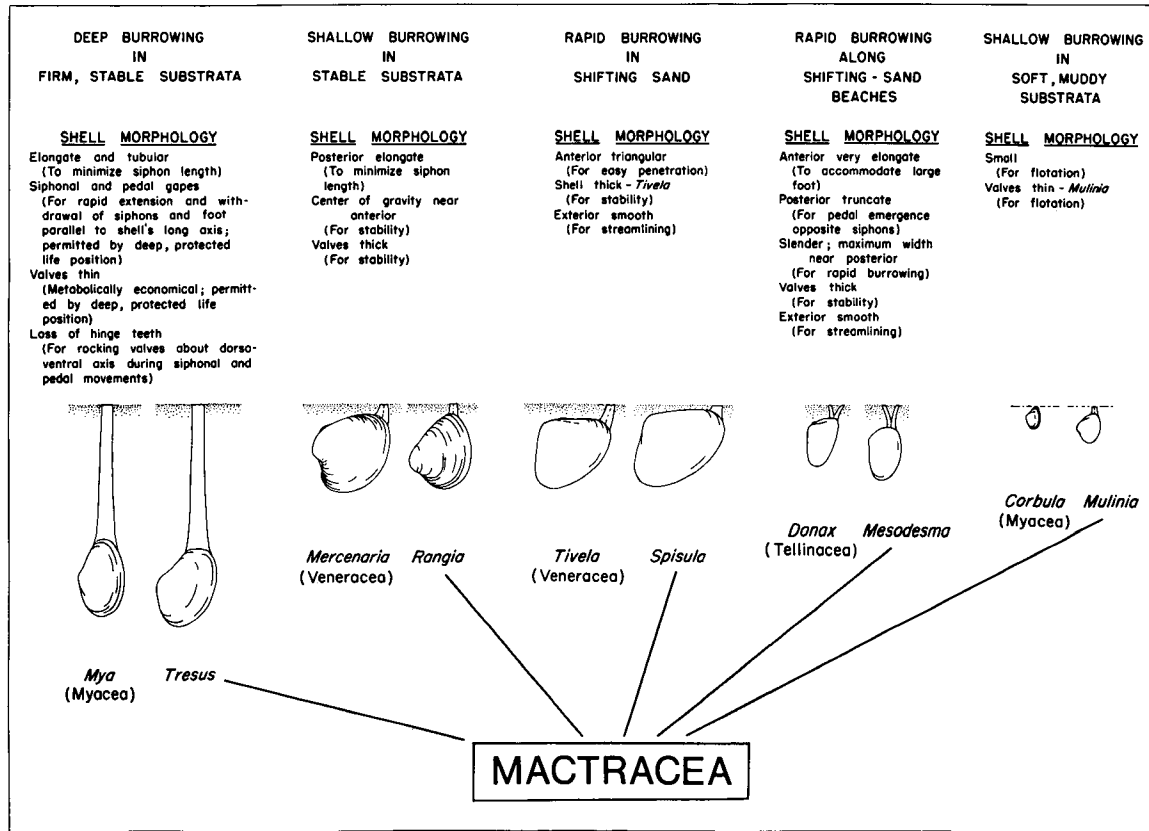 DEEP BURROWING
IN
FIRM, STABLE SUBSTRATA
SHELL MORPHOLOGY
Elongate and tubular
(To minimize siphon length)
Siphonal and pedal gapes
(For rapid extension and with-
drawal of siphons and foot
parallel to shell's long axis;
permitted by deep, protected
life position)
Valves thin
(Metabolically economical; permitt-
ed by deep, protected life
position)
Loss of hinge teeth
(For rocking valves about dorso-
ventral axis during siphonal and
pedal movements)
SHALLOW BURROWING
IN
STABLE SUBSTRATA
SHELL MORPHOLOGY
Posterior elongate
(To minimize siphon
length)
Center of gravity near
anterior
(For stability)
Valves thick
(For stability)
RAPID BURROWING
IN
SHIFTING SAND
SHELL MORPHOLOGY
Anterior triangular
(For easy penetration)
Shell thick - Tivela
(For stability)
Exterior smooth
(For streamlining)
RAPID BURROWING
ALONG
SHIFTING - SAND
BEACHES
SHELL MORPHOLOGY
Anterior very elongate
(To accommodate large
foot)
Posterior truncate
(For pedal emergence
opposite siphons)
Slender; maximum width
near posterior
(For rapid burrowing)
Valves thick
(For stability)
Exterior smooth
(For streamlining)
SHALLOW BURROWING
IN
SOFT, MUDDY
SUBSTRATA
SHELL MORPHOLOGY
Small
(For flotation)
Valves thin - Mulinia
(For flotation)
Mya
(Myacea)
Tresus
Mercenaria
(Veneracea)
Rangia
Tivela
(Veneracea)
Spisula
Donax
(Tellinacea)
Mesodesma
Corbula
(Myacea)
Mulinia
MACTRACEA